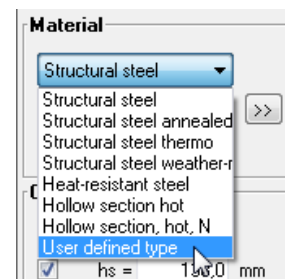 Material
Structural steel
Structural steel
Structural steel annealed
Structural steel thermo
Structural steel weather-r
>>
Heat-resistant steel
Hollow section hot
Hollow section, hot, N
User defined type
hs = mm